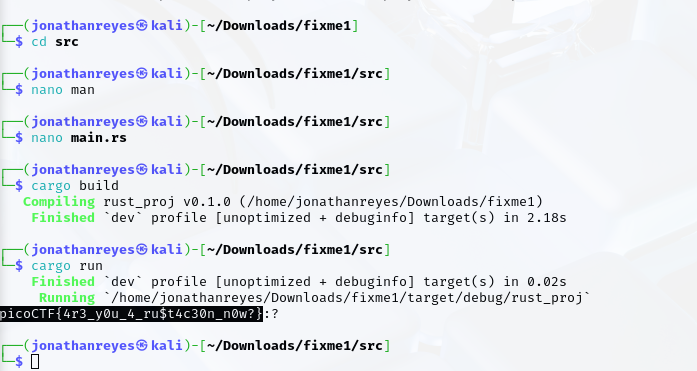 ┌──(jonathanreyes㉿kali)-[~/Downloads/fixme1]
└─$ cd src
┌──(jonathanreyes㉿kali)-[~/Downloads/fixme1/src]
└─$ nano man
┌──(jonathanreyes㉿kali)-[~/Downloads/fixme1/src]
└─$ nano main.rs
┌──(jonathanreyes㉿kali)-[~/Downloads/fixme1/src]
└─$ cargo build
   Compiling rust_proj v0.1.0 (/home/jonathanreyes/Downloads/fixme1)
    Finished `dev` profile [unoptimized + debuginfo] target(s) in 2.18s
┌──(jonathanreyes㉿kali)-[~/Downloads/fixme1/src]
└─$ cargo run
    Finished `dev` profile [unoptimized + debuginfo] target(s) in 0.02s
     Running `/home/jonathanreyes/Downloads/fixme1/target/debug/rust_proj`
picoCTF{4r3_y0u_4_ru$t4c30n_n0w?}:?
┌──(jonathanreyes㉿kali)-[~/Downloads/fixme1/src]
└─$